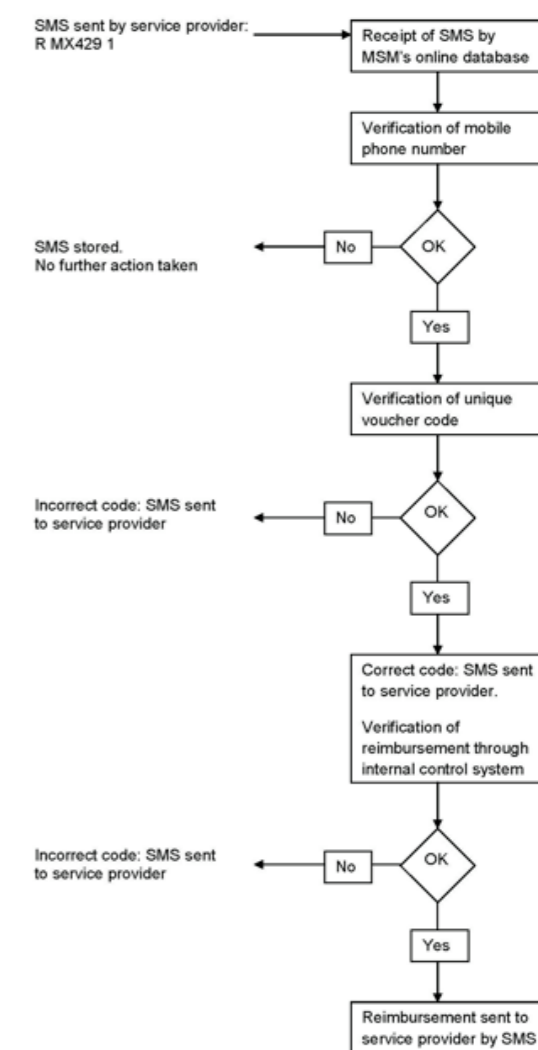 SMS sent by service provider:
R MX429 1
Receipt of SMS by
MSM's online database
Verification of mobile
phone number
OK
No
SMS stored.
No further action taken
Yes
Verification of unique
voucher code
OK
No
Incorrect code: SMS sent
to service provider
Yes
Correct code: SMS sent
to service provider.
Verification of
reimbursement through
internal control system
OK
No
Incorrect code: SMS sent
to service provider
Yes
Reimbursement sent to
service provider by SMS